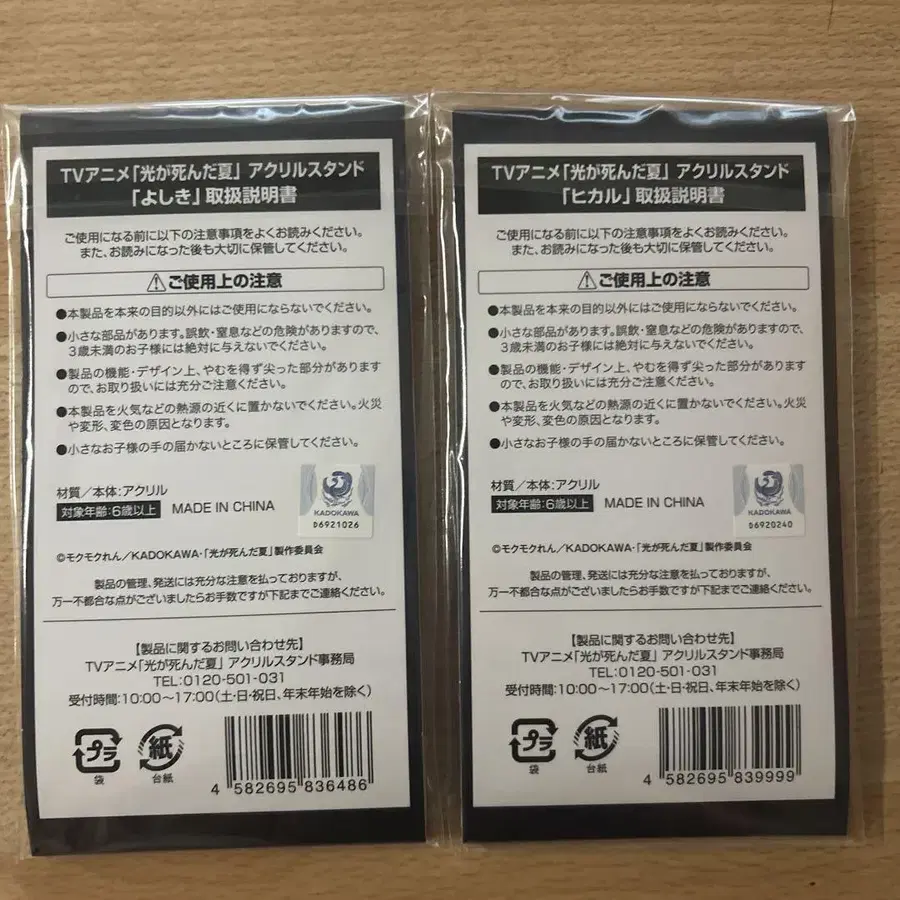 TVアニメ「光が死んだ夏」 アクリルスタンド
「よしき」取扱説明書
ご使用になる前に以下の注意事項をよくお読みください。
また、お読みになった後も大切に保管してください。
ご使用上の注意
●本製品を本来の目的以外にはご使用にならないでください。
●小さな部品があります。誤飲・窒息などの危険がありますので、
3歳未満のお子様には絶対に与えないでください。
●製品の機能・デザイン上、やむを得ず尖った部分があります
ので、お取り扱いには充分ご注意ください。
●本製品を火気などの熱源の近くに置かないでください。火災
や変形、変色の原因となります。
●小さなお子様の手の届かないところに保管してください。
材質/本体:アクリル
対象年齢:6歳以上 MADE IN CHINA
KADOKAWA
D6921026
©モクモクれん/KADOKAWA・「光が死んだ夏」製作委員会
製品の管理、発送には充分な注意を払っておりますが、
万一不都合な点がございましたらお手数ですが下記までご連絡ください。
【製品に関するお問い合わせ先】
TVアニメ「光が死んだ夏」 アクリルスタンド事務局
TEL:0120-501-031
受付時間:10:00〜17:00(土・日・祝日、年末年始を除く)
プラ
袋
紙
台紙
4 582695 836486
TVアニメ「光が死んだ夏」 アクリルスタンド
「ヒカル」取扱説明書
ご使用になる前に以下の注意事項をよくお読みください。
また、お読みになった後も大切に保管してください。
ご使用上の注意
●本製品を本来の目的以外にはご使用にならないでください。
●小さな部品があります。誤飲・窒息などの危険がありますので、
3歳未満のお子様には絶対に与えないでください。
●製品の機能・デザイン上、やむを得ず尖った部分があります
ので、お取り扱いには充分ご注意ください。
●本製品を火気などの熱源の近くに置かないでください。火災
や変形、変色の原因となります。
●小さなお子様の手の届かないところに保管してください。
材質/本体:アクリル
対象年齢:6歳以上 MADE IN CHINA
KADOKAWA
D6920240
©モクモクれん/KADOKAWA・「光が死んだ夏」製作委員会
製品の管理、発送には充分な注意を払っておりますが、
万一不都合な点がございましたらお手数ですが下記までご連絡ください。
【製品に関するお問い合わせ先】
TVアニメ「光が死んだ夏」 アクリルスタンド事務局
TEL:0120-501-031
受付時間:10:00〜17:00(土・日・祝日、年末年始を除く)
プラ
袋
紙
台紙
4 582695 839999